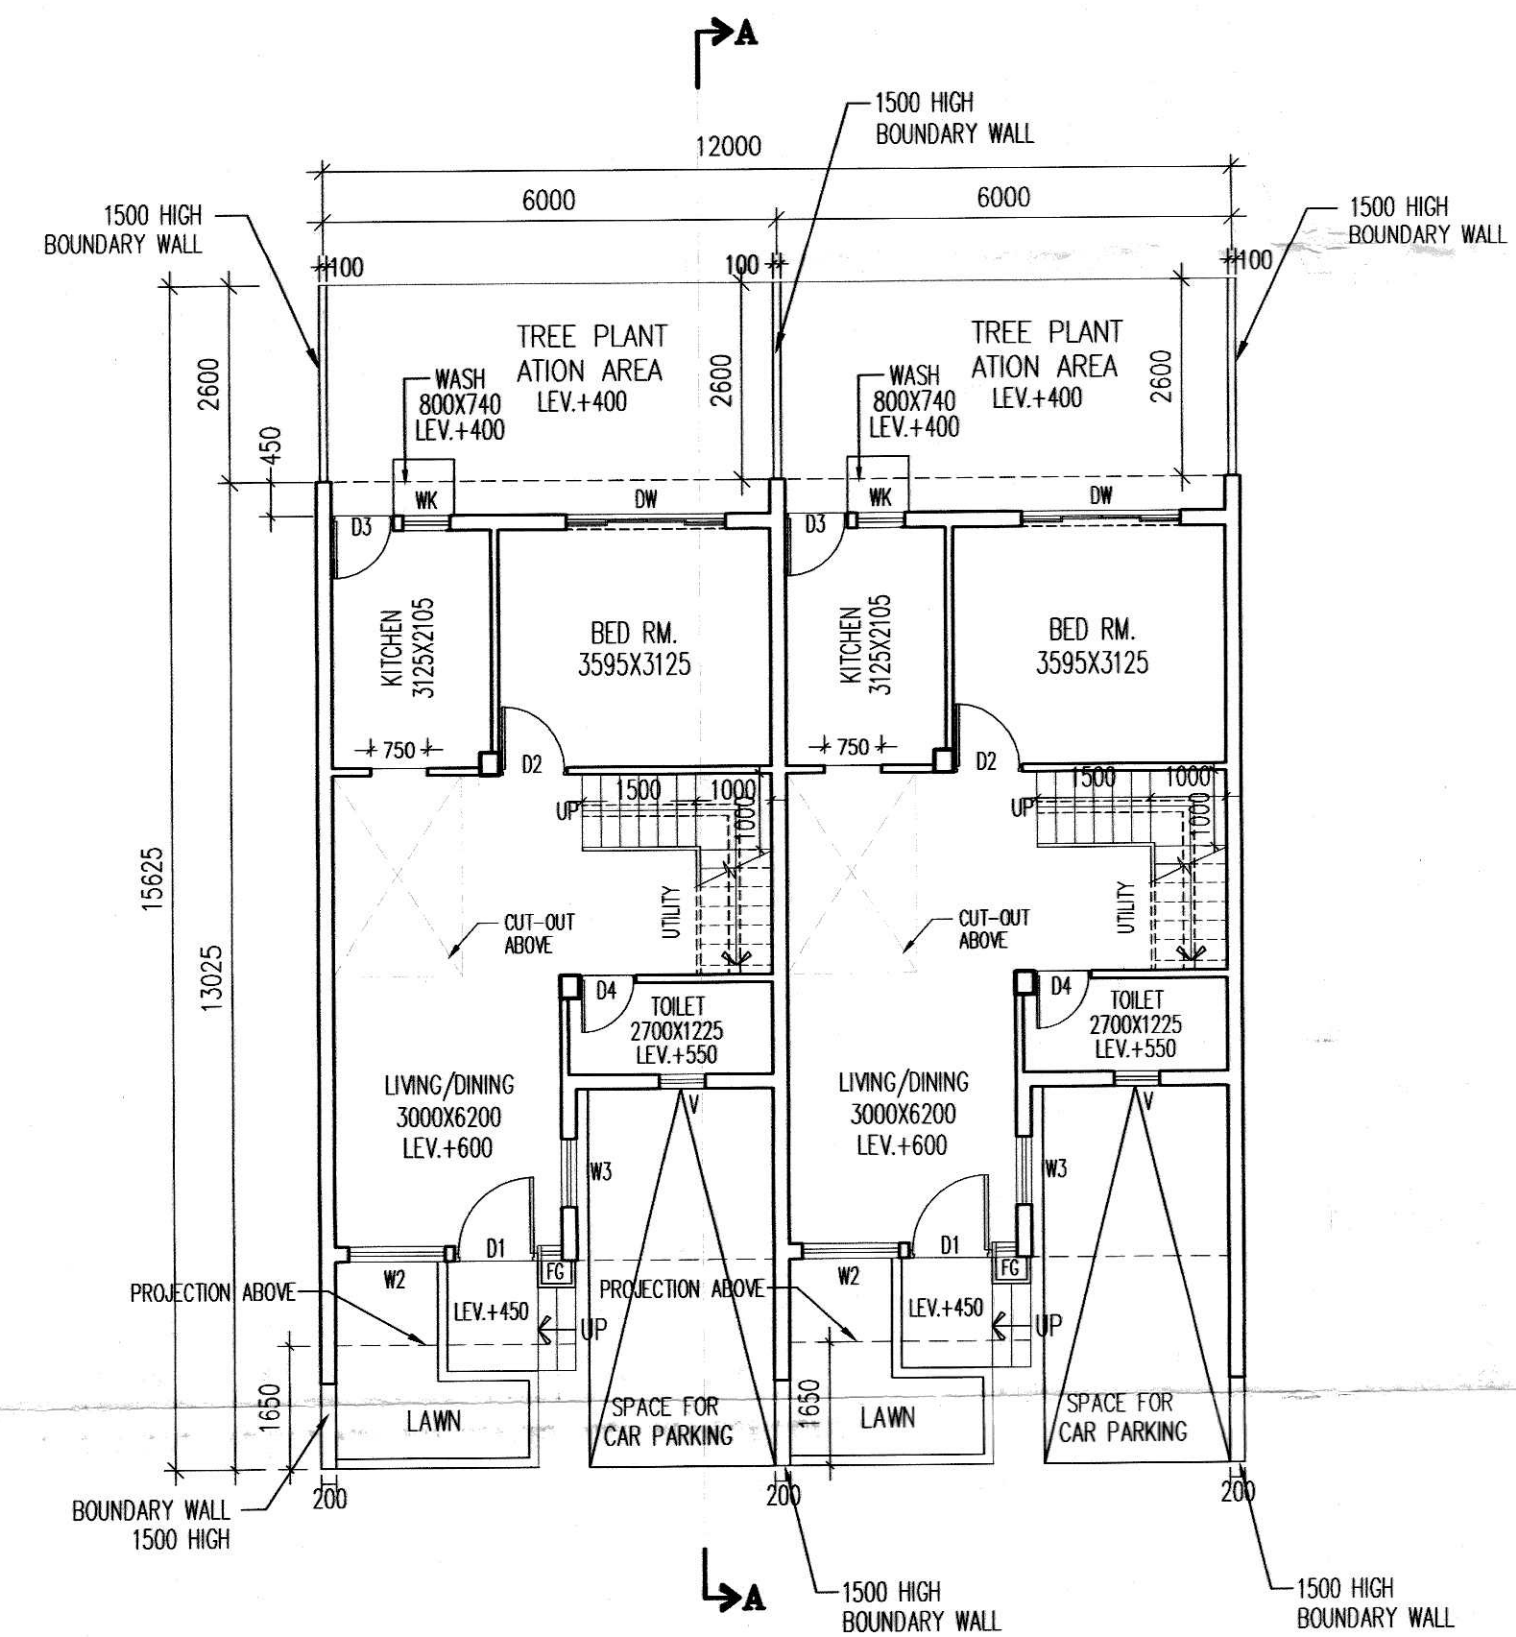 A
1500 HIGH
BOUNDARY WALL
12000
6000
6000
1500 HIGH
BOUNDARY WALL
1500 HIGH
BOUNDARY WALL
100
100
100
TREE PLANT
ATION AREA
LEV.+400
TREE PLANT
ATION AREA
LEV.+400
2600
2600
2600
WASH
800X740
LEV.+400
WASH
800X740
LEV.+400
450
WK
DW
WK
DW
D3
D3
KITCHEN
3125X2105
BED RM.
3595X3125
KITCHEN
3125X2105
BED RM.
3595X3125
750
D2
750
D2
1500
1000
1500
1000
UP
1000
UP
1000
15625
13025
UTILITY
UTILITY
CUT-OUT
ABOVE
CUT-OUT
ABOVE
D4
D4
TOILET
2700X1225
LEV.+550
TOILET
2700X1225
LEV.+550
LIVING/DINING
3000X6200
LEV.+600
LIVING/DINING
3000X6200
LEV.+600
V
V
W3
W3
D1
D1
W2
FG
W2
FG
PROJECTION ABOVE
PROJECTION ABOVE
LEV.+450
LEV.+450
UP
UP
1650
1650
LAWN
SPACE FOR
CAR PARKING
LAWN
SPACE FOR
CAR PARKING
200
200
200
BOUNDARY WALL
1500 HIGH
A
1500 HIGH
BOUNDARY WALL
1500 HIGH
BOUNDARY WALL